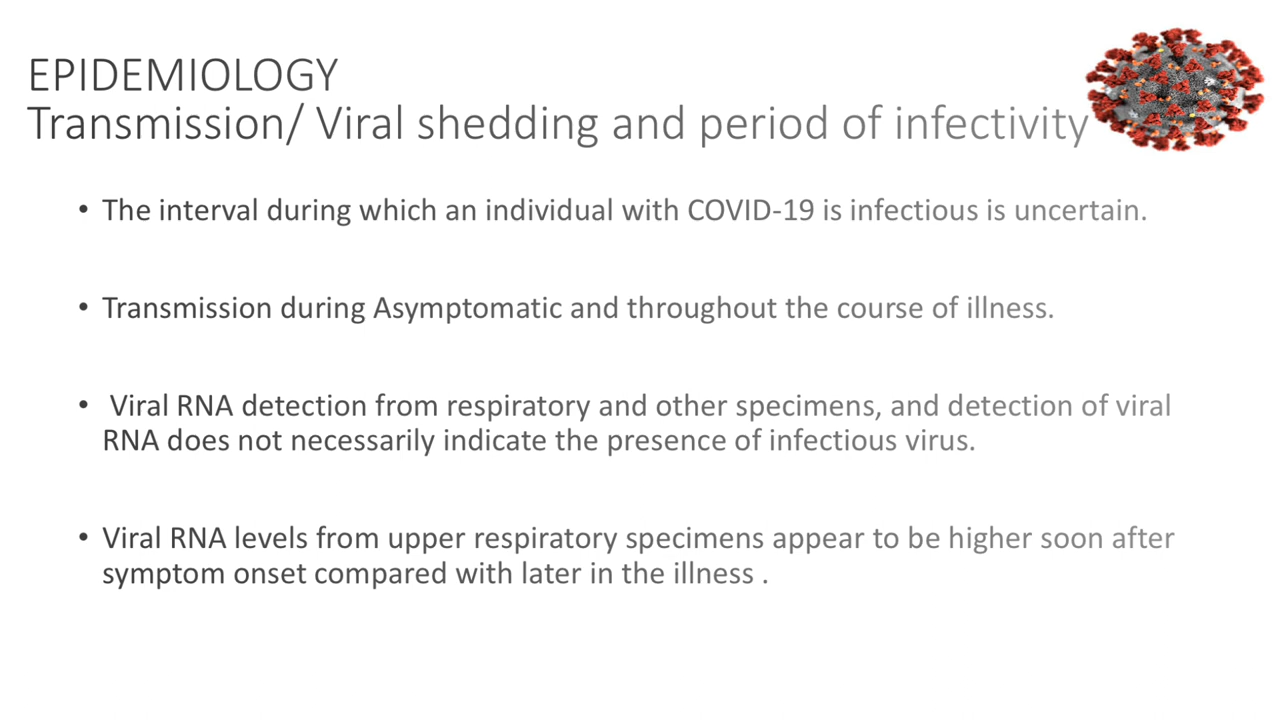 EPIDEMIOLOGY
Transmission/ Viral shedding and period of infectivity
• The interval during which an individual with COVID-19 is infectious is uncertain.
• Transmission during Asymptomatic and throughout the course of illness.
• Viral RNA detection from respiratory and other specimens, and detection of viral
RNA does not necessarily indicate the presence of infectious virus.
• Viral RNA levels from upper respiratory specimens appear to be higher soon after
symptom onset compared with later in the illness .